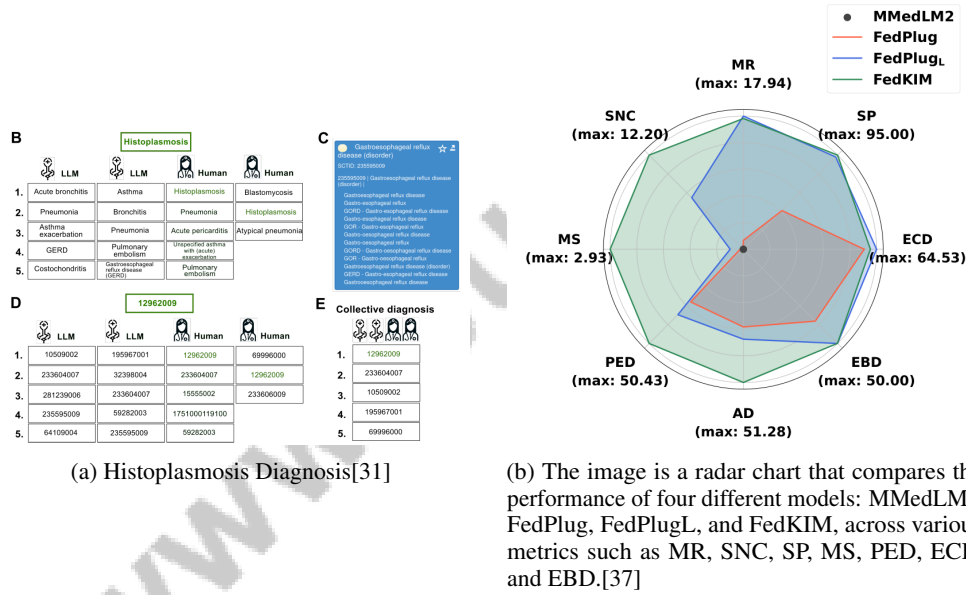 B
Histoplasmosis
LLM LLM Human Human
1. Acute bronchitis Asthma Histoplasmosis Blastomycosis
2. Pneumonia Bronchitis Pneumonia Histoplasmosis
3. Asthma exacerbation Pneumonia Acute pericarditis Atypical pneumonia
4. GERD Pulmonary embolism Unspecified asthma with (acute) exacerbation
5. Costochondritis Gastroesophageal reflux disease (GERD) Pulmonary embolism
C
Gastroesophageal reflux
disease (disorder)
SCTID: 235595009
235595009 | Gastroesophageal reflux disease
(disorder) |
Gastroesophageal reflux disease
Gastro-esophageal reflux
GORD - Gastro-esophageal reflux disease
Gastro-esophageal reflux disease
GOR - Gastro-esophageal reflux
Gastro-oesophageal reflux disease
Gastro-oesophageal reflux
GORD - Gastro-oesophageal reflux disease
GOR - Gastro-oesophageal reflux
Gastroesophageal reflux disease (disorder)
GERD - Gastro-esophageal reflux disease
Gastroesophageal reflux disease
D
12962009
LLM LLM Human Human
1. 10509002 195967001 12962009 69996000
2. 233604007 32398004 233604007 12962009
3. 281239006 233604007 15555002 233606009
4. 235595009 59282003 1751000119100
5. 64109004 235595009 59282003
E
Collective diagnosis
1. 12962009
2. 233604007
3. 10509002
4. 195967001
5. 69996000
(a) Histoplasmosis Diagnosis[31]
MMedLM2
FedPlug
FedPlugL
FedKIM
MR
(max: 17.94)
SNC
(max: 12.20)
SP
(max: 95.00)
MS
(max: 2.93)
ECD
(max: 64.53)
PED
(max: 50.43)
EBD
(max: 50.00)
AD
(max: 51.28)
(b) The image is a radar chart that compares th
performance of four different models: MMedLM
FedPlug, FedPlugL, and FedKIM, across variou
metrics such as MR, SNC, SP, MS, PED, ECD
and EBD.[37]